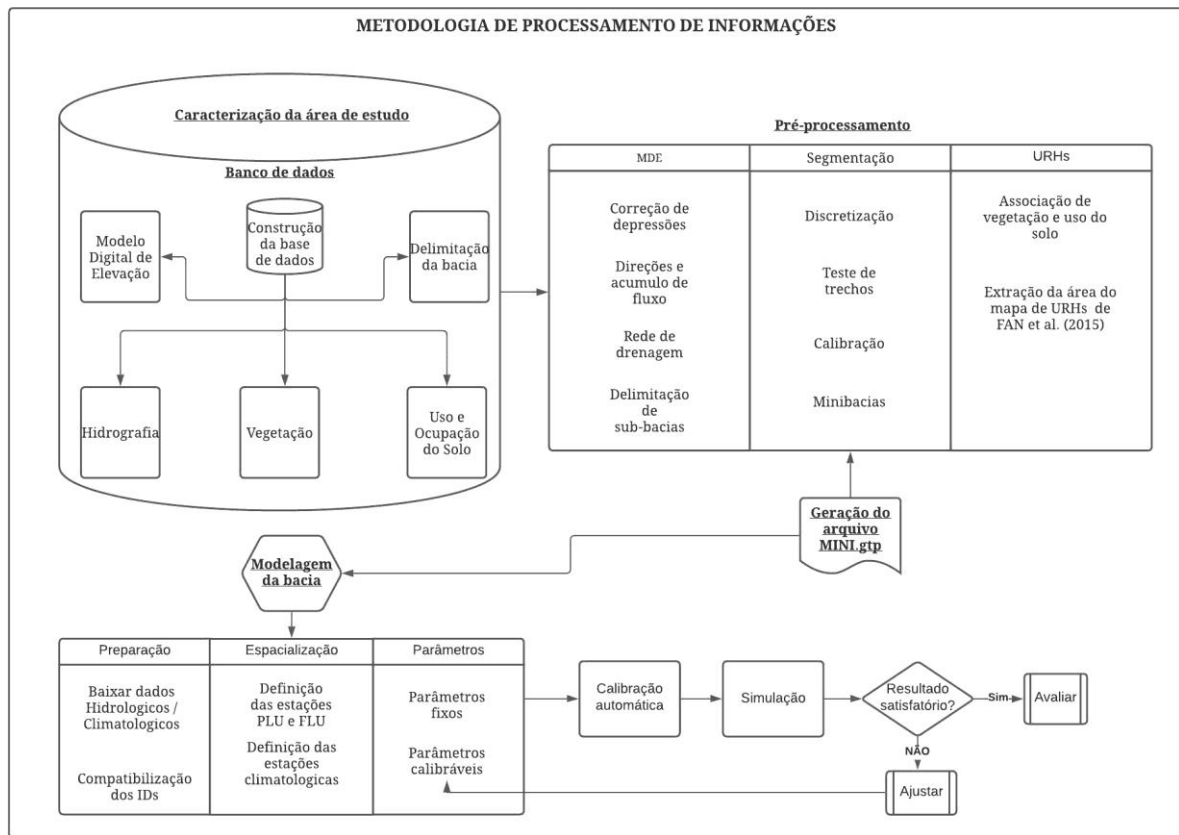 METODOLOGIA DE PROCESSAMENTO DE INFORMAÇÕES
Caracterização da área de estudo
Banco de dados
Modelo
Digital de
Elevação
Construção
da base
de dados
Delimitação
da bacia
Hidrografia
Vegetação
Uso e
Ocupação
do Solo
Pré-processamento
MDE
Segmentação
URHs
Correção de
depressões
Direções e
acumulo de
fluxo
Rede de
drenagem
Delimitação
de
sub-bacias
Discretização
Teste de
trechos
Calibração
Minibacias
Associação de
vegetação e uso do
solo
Extração da área do
mapa de URHs de
FAN et al. (2015)
Geração do
arquivo
MINI.gtp
Modelagem
da bacia
Preparação
Espacialização
Parâmetros
Baixar dados
Hidrologicos /
Climatologicos
Compatibilização
dos IDs
Definição
das estações
PLU e FLU
Definição das
estações
climatologicas
Parâmetros
fixos
Parâmetros
calibráveis
Calibração
automática
Simulação
Resultado
satisfatório?
Sim
Avaliar
NÃO
Ajustar